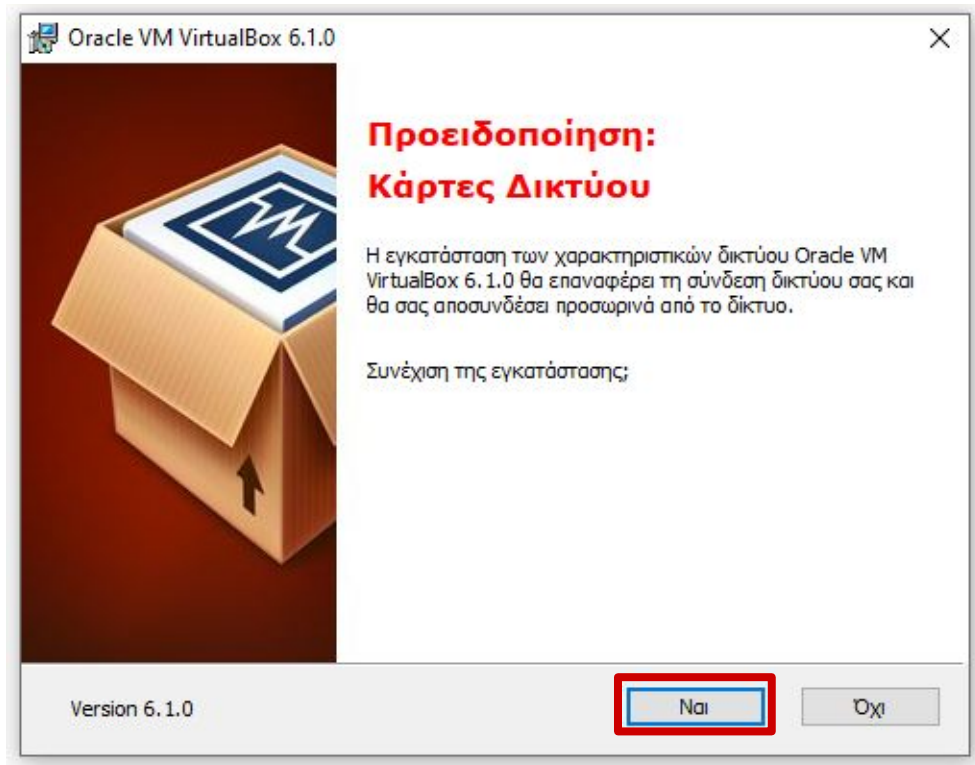 Oracle VM VirtualBox 6.1.0
Προειδοποίηση:
Κάρτες Δικτύου
Η εγκατάσταση των χαρακτηριστικών δικτύου Oracle VM
VirtualBox 6.1.0 θα επαναφέρει τη σύνδεση δικτύου σας και
θα σας αποσυνδέσει προσωρινά από το δίκτυο.
Συνέχιση της εγκατάστασης;
Version 6.1.0
Ναι
Όχι